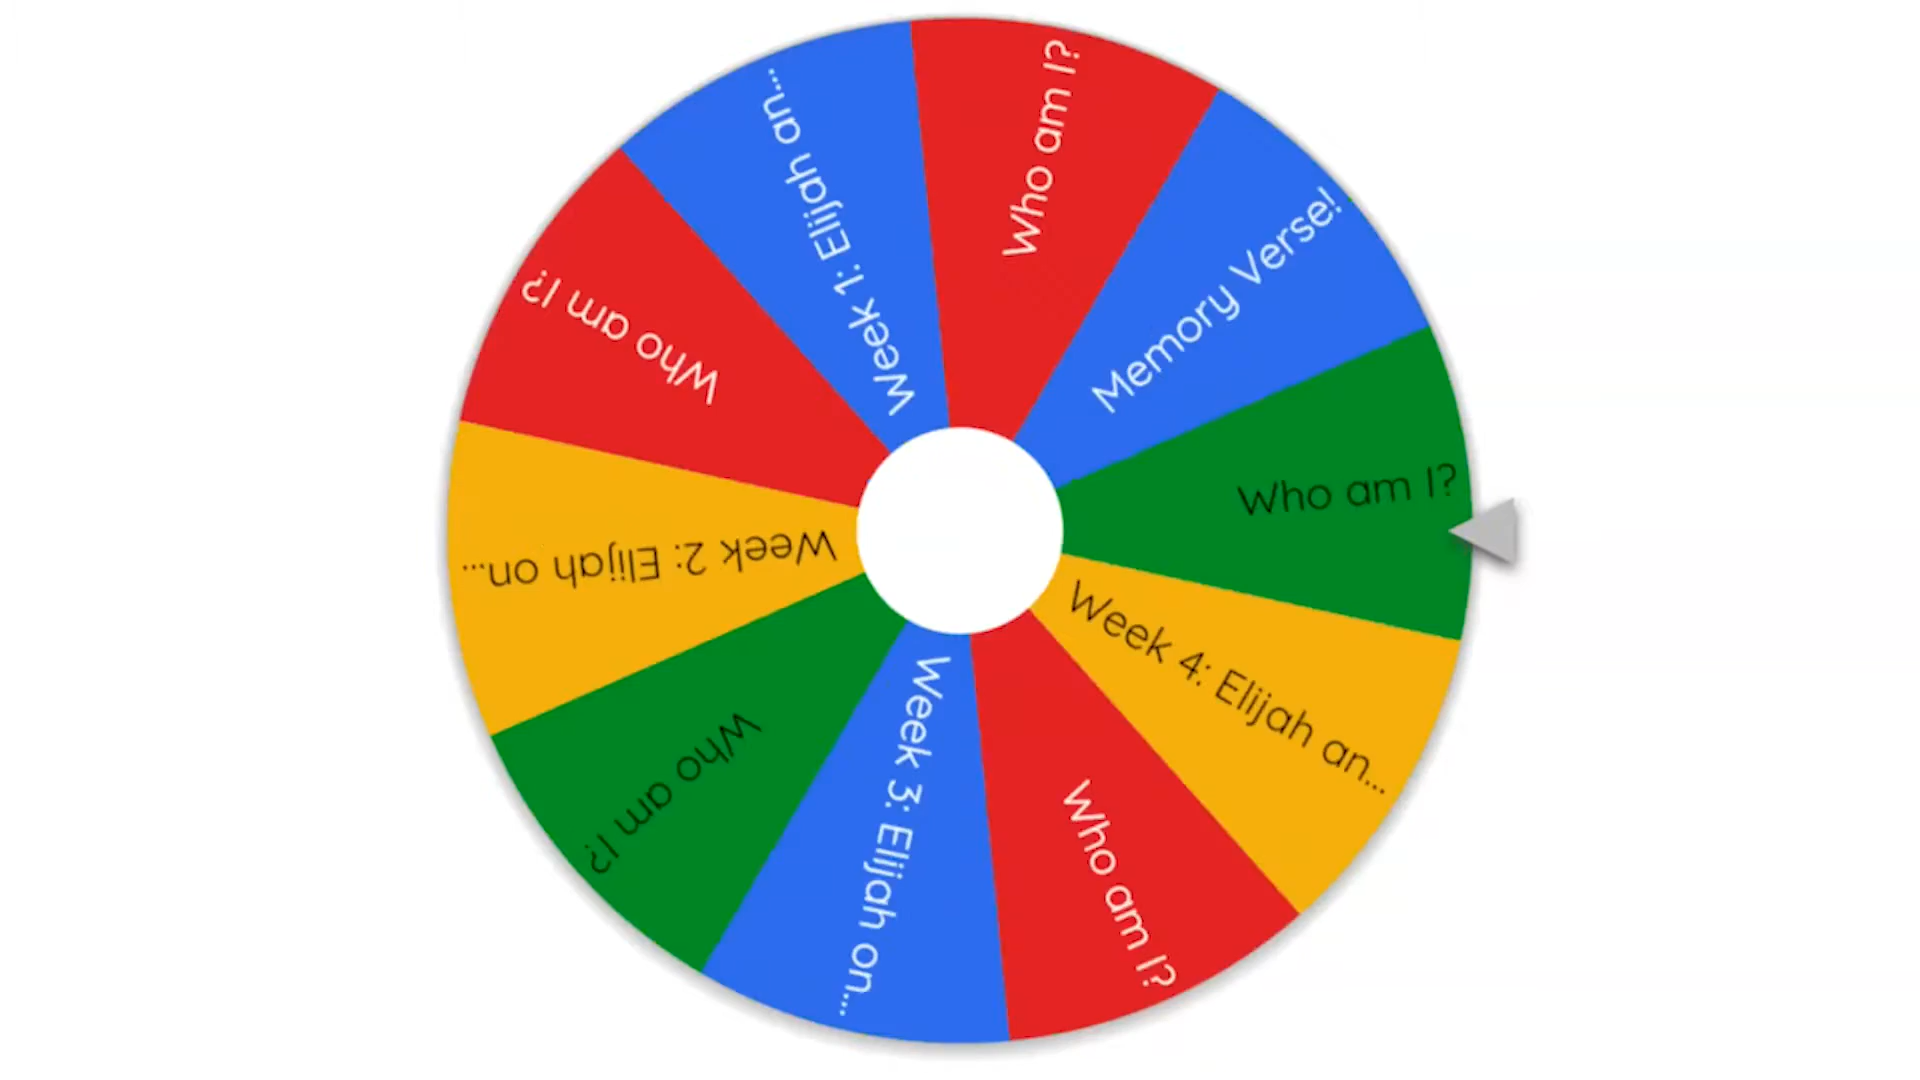 Who am I?
Memory Verse!
Who am I?
Week 4: Elijah an...
Who am I?
Week 3: Elijah on...
Who am I?
Week 2: Elijah on...
Who am I?
Week 1: Elijah an...